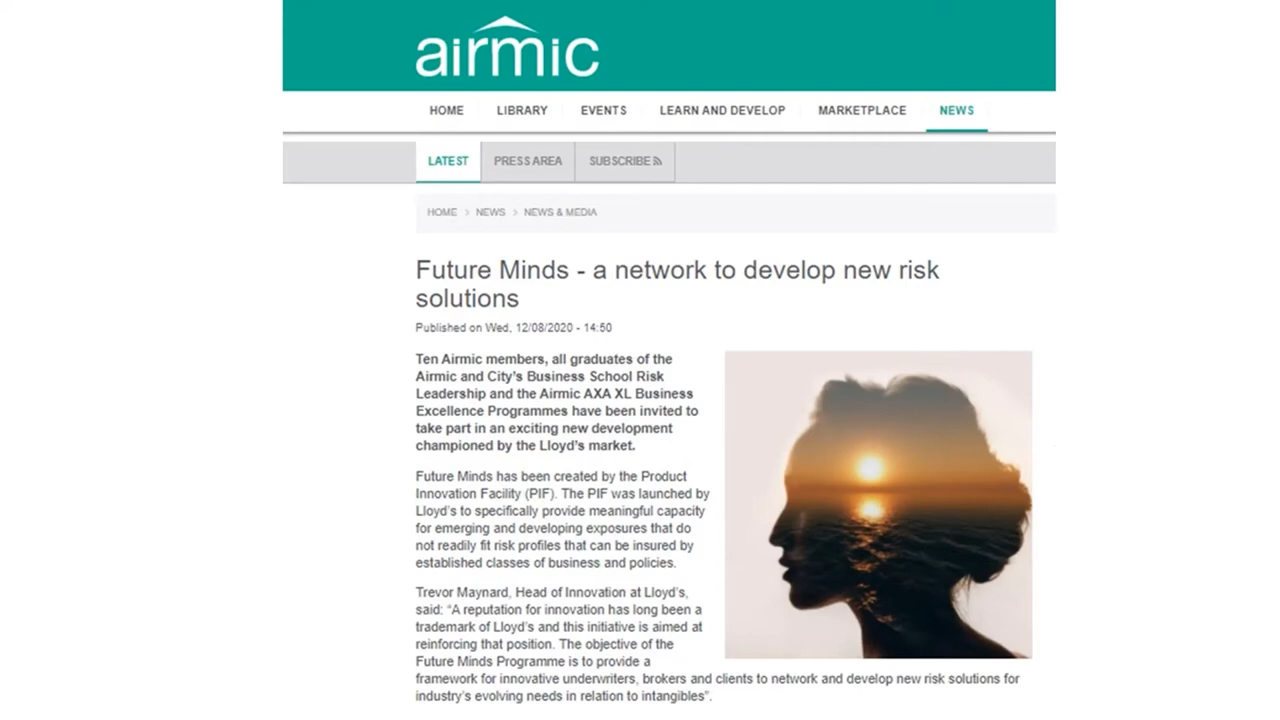 airmic
HOME LIBRARY EVENTS LEARN AND DEVELOP MARKETPLACE NEWS
LATEST PRESS AREA SUBSCRIBE
HOME > NEWS > NEWS & MEDIA
Future Minds - a network to develop new risk
solutions
Published on Wed, 12/08/2020 - 14:50
Ten Airmic members, all graduates of the
Airmic and City's Business School Risk
Leadership and the Airmic AXA XL Business
Excellence Programmes have been invited to
take part in an exciting new development
championed by the Lloyd's market.
Future Minds has been created by the Product
Innovation Facility (PIF). The PIF was launched by
Lloyd's to specifically provide meaningful capacity
for emerging and developing exposures that do
not readily fit risk profiles that can be insured by
established classes of business and policies.
Trevor Maynard, Head of Innovation at Lloyd's,
said: “A reputation for innovation has long been a
trademark of Lloyd's and this initiative is aimed at
reinforcing that position. The objective of the
Future Minds Programme is to provide a
framework for innovative underwriters, brokers and clients to network and develop new risk solutions for
industry's evolving needs in relation to intangibles”.